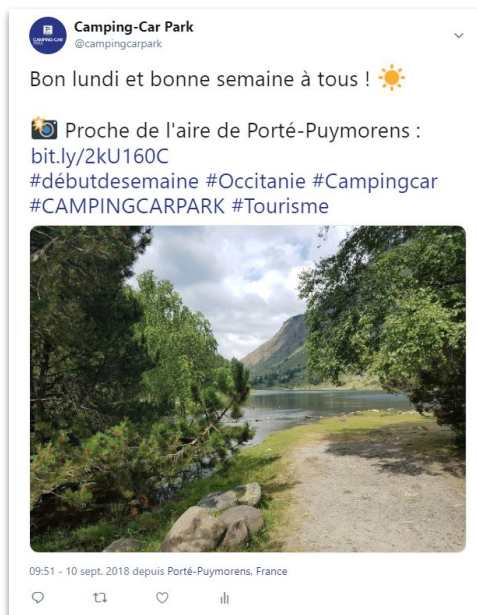 Camping-Car Park
@campingcarpark
Bon lundi et bonne semaine à tous !
Proche de l'aire de Porté-Puymorens :
bit.ly/2kU160C
#débutdesemaine #Occitanie #Campingcar
#CAMPINGCARPARK #Tourisme
09:51 - 10 sept. 2018 depuis Porté-Puymorens, France